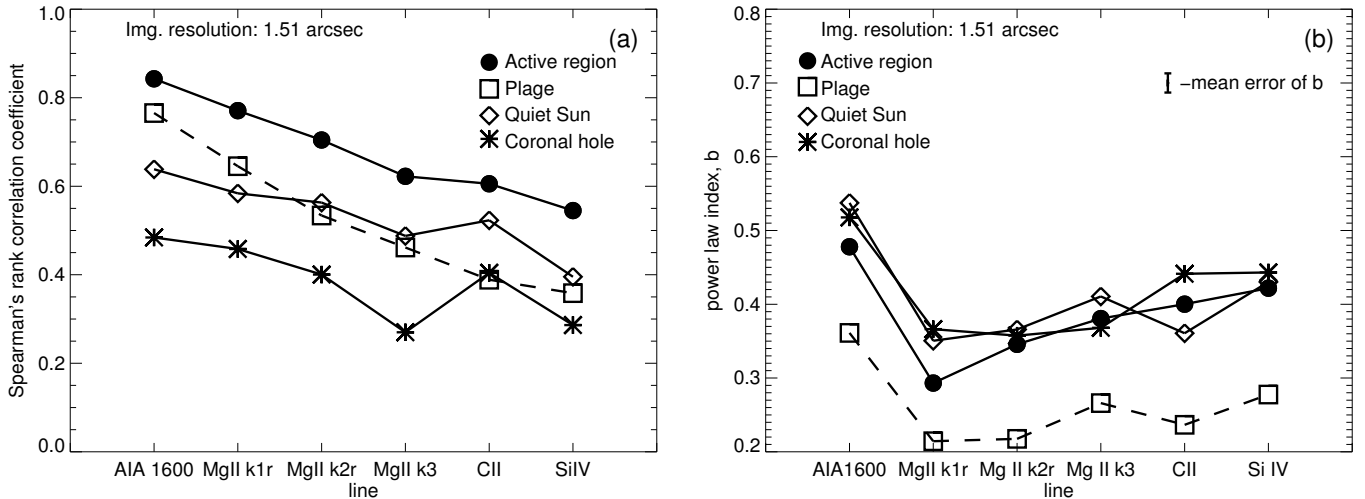 Img. resolution: 1.51 arcsec
(a)
Active region
Plage
Quiet Sun
Coronal hole
Spearman's rank correlation coefficient
1.0
0.8
0.6
0.4
0.2
0.0
AIA 1600 MgII k1r MgII k2r MgII k3 CII SiIV
line
Img. resolution: 1.51 arcsec
(b)
Active region
Plage
Quiet Sun
Coronal hole
–mean error of b
power law index, b
0.8
0.7
0.6
0.5
0.4
0.3
0.2
AIA1600 MgII k1r Mg II k2r Mg II k3 CII Si IV
line